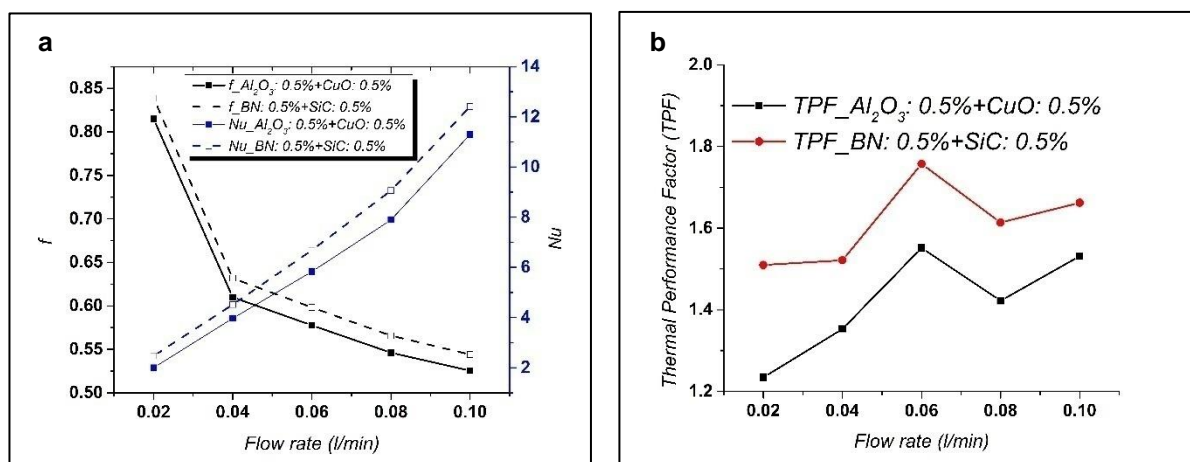 a
f_Al₂O₃: 0.5%+CuO: 0.5%
f_BN: 0.5%+SiC: 0.5%
Nu_Al₂O₃: 0.5%+CuO: 0.5%
Nu_BN: 0.5%+SiC: 0.5%
0.85
0.80
0.75
0.70
0.65
0.60
0.55
0.50
f
14
12
10
8
6
4
2
Nu
0.02 0.04 0.06 0.08 0.10
Flow rate (l/min)
b
TPF_Al₂O₃: 0.5%+CuO: 0.5%
TPF_BN: 0.5%+SiC: 0.5%
2.0
1.8
1.6
1.4
1.2
Thermal Performance Factor (TPF)
0.02 0.04 0.06 0.08 0.10
Flow rate (l/min)